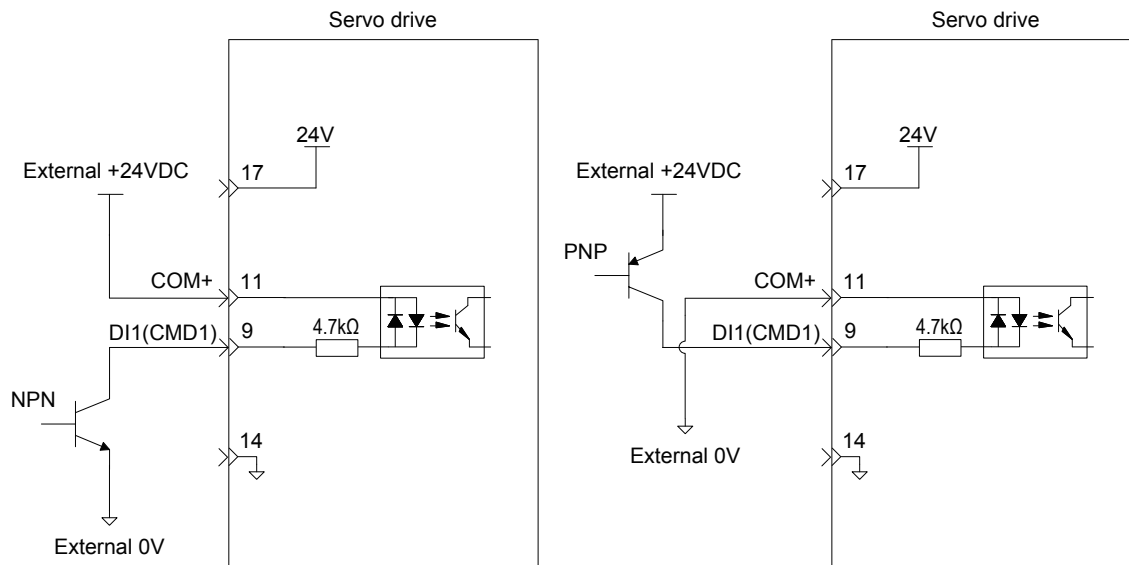 Servo drive
24V
External +24VDC
17
COM+
11
DI1(CMD1)
9
4.7kΩ
NPN
14
External 0V
Servo drive
24V
External +24VDC
17
PNP
COM+
11
DI1(CMD1)
9
4.7kΩ
14
External 0V